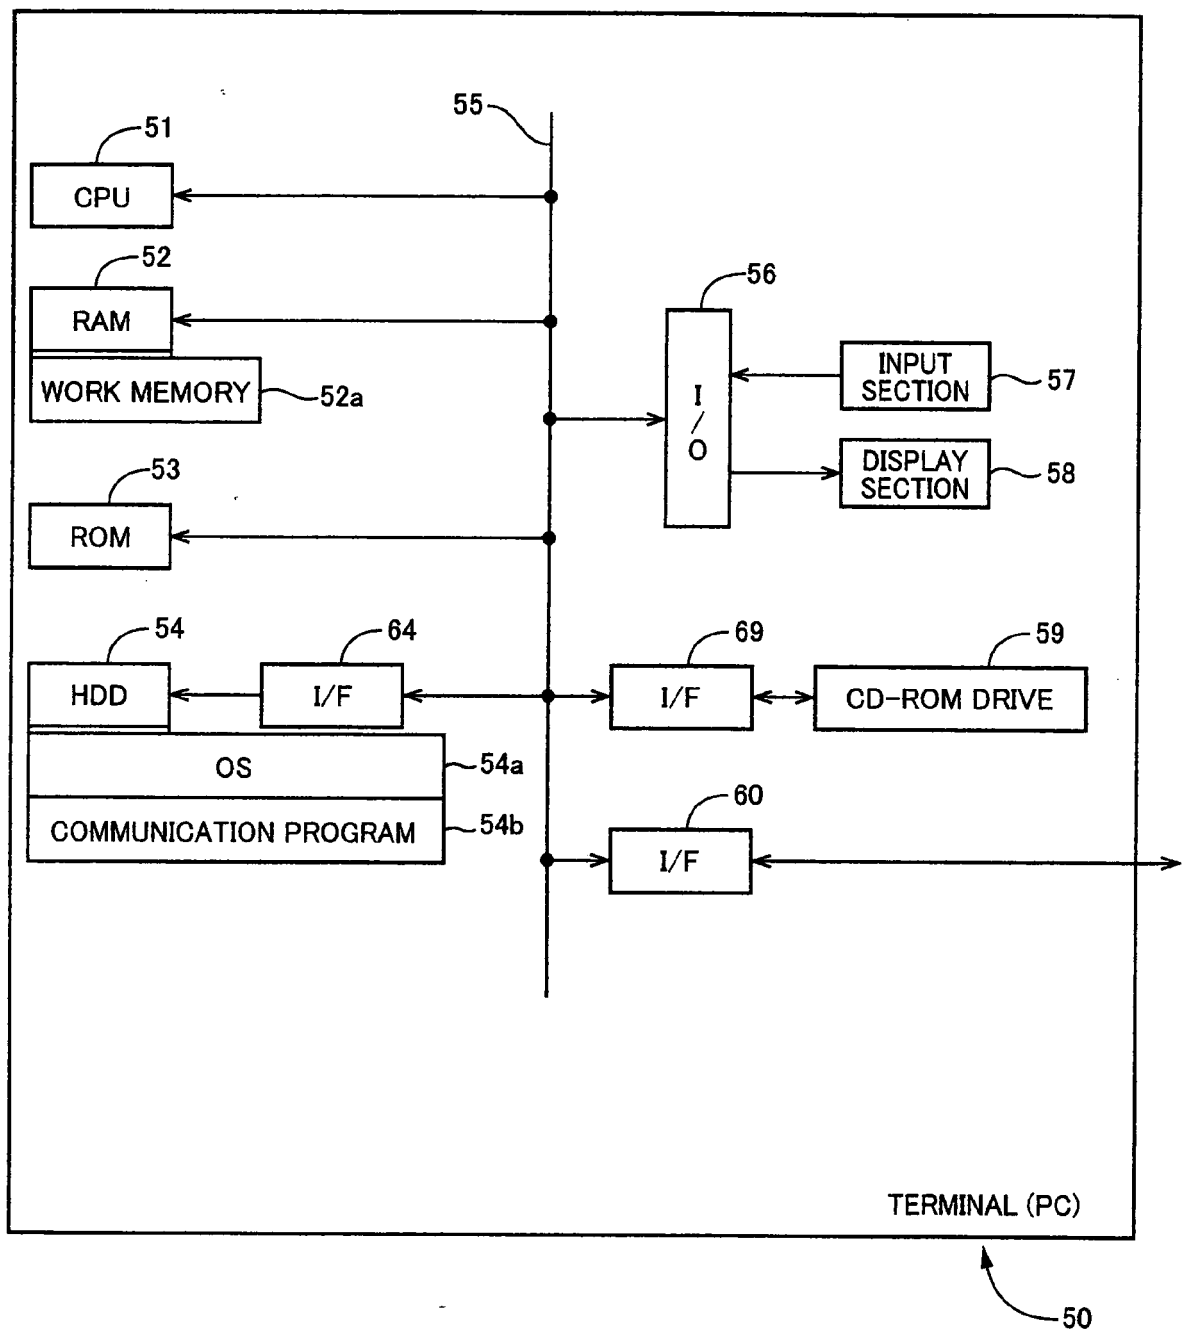 55
51
CPU
52
RAM
WORK MEMORY
52a
56
I/O
INPUT
SECTION
57
DISPLAY
SECTION
58
53
ROM
54
HDD
64
I/F
69
I/F
59
CD-ROM DRIVE
OS
54a
COMMUNICATION PROGRAM
54b
60
I/F
TERMINAL (PC)
50